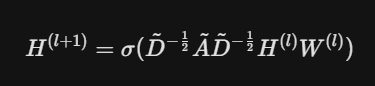 H^{(l+1)} = σ(D̃^{-1/2} Ã D̃^{-1/2} H^{(l)} W^{(l)})